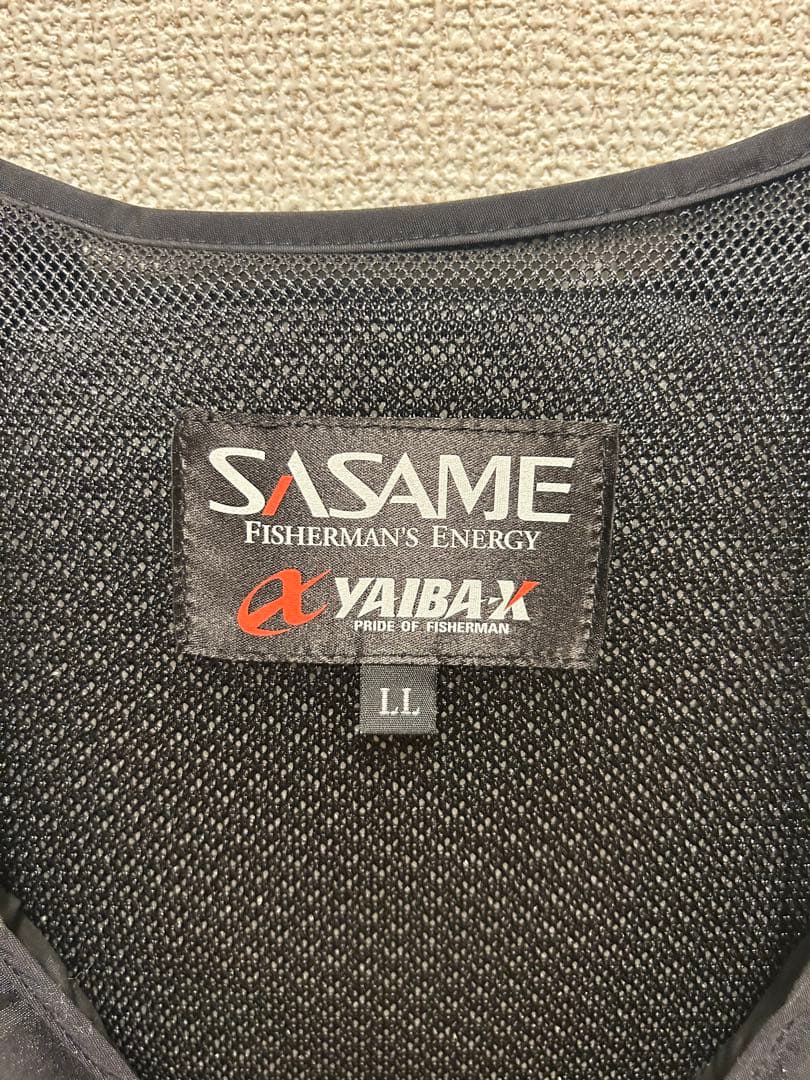 SASAME
FISHERMAN'S ENERGY
YAIBA-X
PRIDE OF FISHERMAN
LL